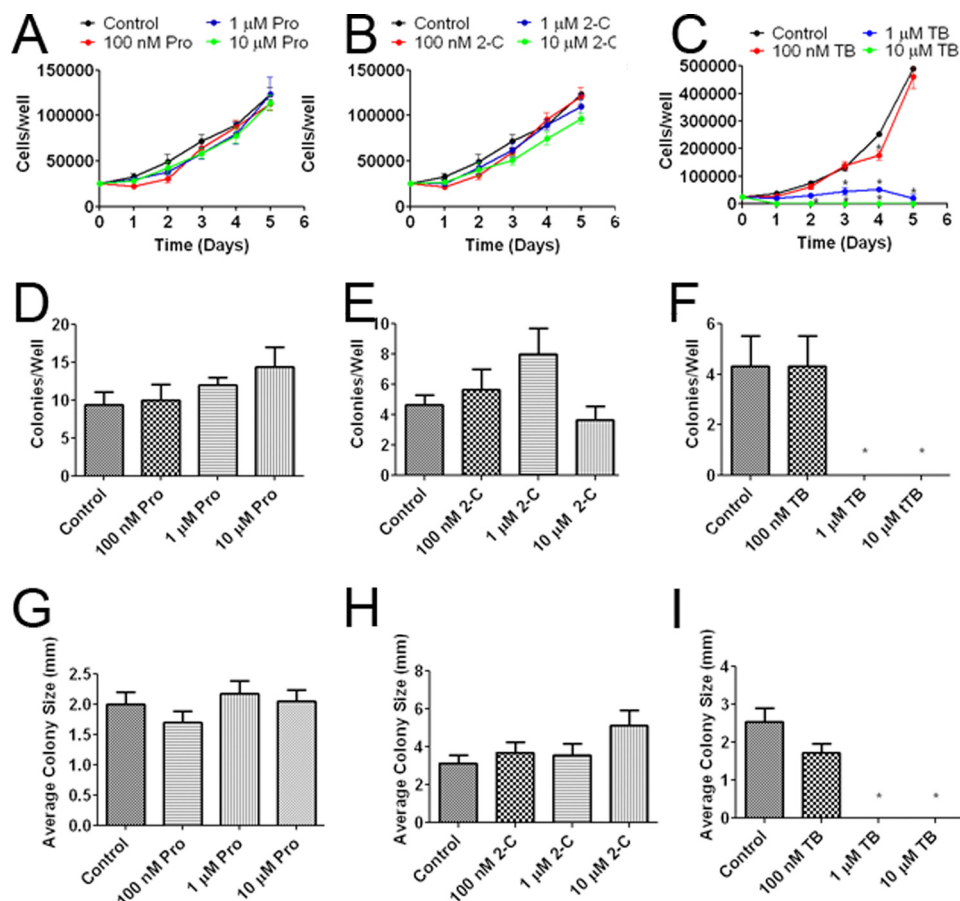 A
Control
1 μM Pro
100 nM Pro
10 μM Pro
150000
100000
50000
0
Cells/well
0 1 2 3 4 5 6
Time (Days)
B
Control
1 μM 2-C
100 nM 2-C
10 μM 2-C
150000
100000
50000
0
Cells/well
0 1 2 3 4 5 6
Time (Days)
C
Control
1 μM TB
100 nM TB
10 μM TB
500000
400000
300000
200000
100000
0
Cells/well
* * * * * * * *
0 1 2 3 4 5 6
Time (Days)
D
20
15
10
5
0
Colonies/Well
Control
100 nM Pro
1 μM Pro
10 μM Pro
E
10
8
6
4
2
0
Colonies/Well
Control
100 nM 2-C
1 μM 2-C
10 μM 2-C
F
6
4
2
0
Colonies/Well
* *
Control
100 nM TB
1 μM TB
10 μM tTB
G
2.5
2.0
1.5
1.0
0.5
0.0
Average Colony Size (mm)
Control
100 nM Pro
1 μM Pro
10 μM Pro
H
8
6
4
2
0
Average Colony Size (mm)
Control
100 nM 2-C
1 μM 2-C
10 μM 2-C
I
4
3
2
1
0
Average Colony Size (mm)
* *
Control
100 nM TB
1 μM TB
10 μM TB